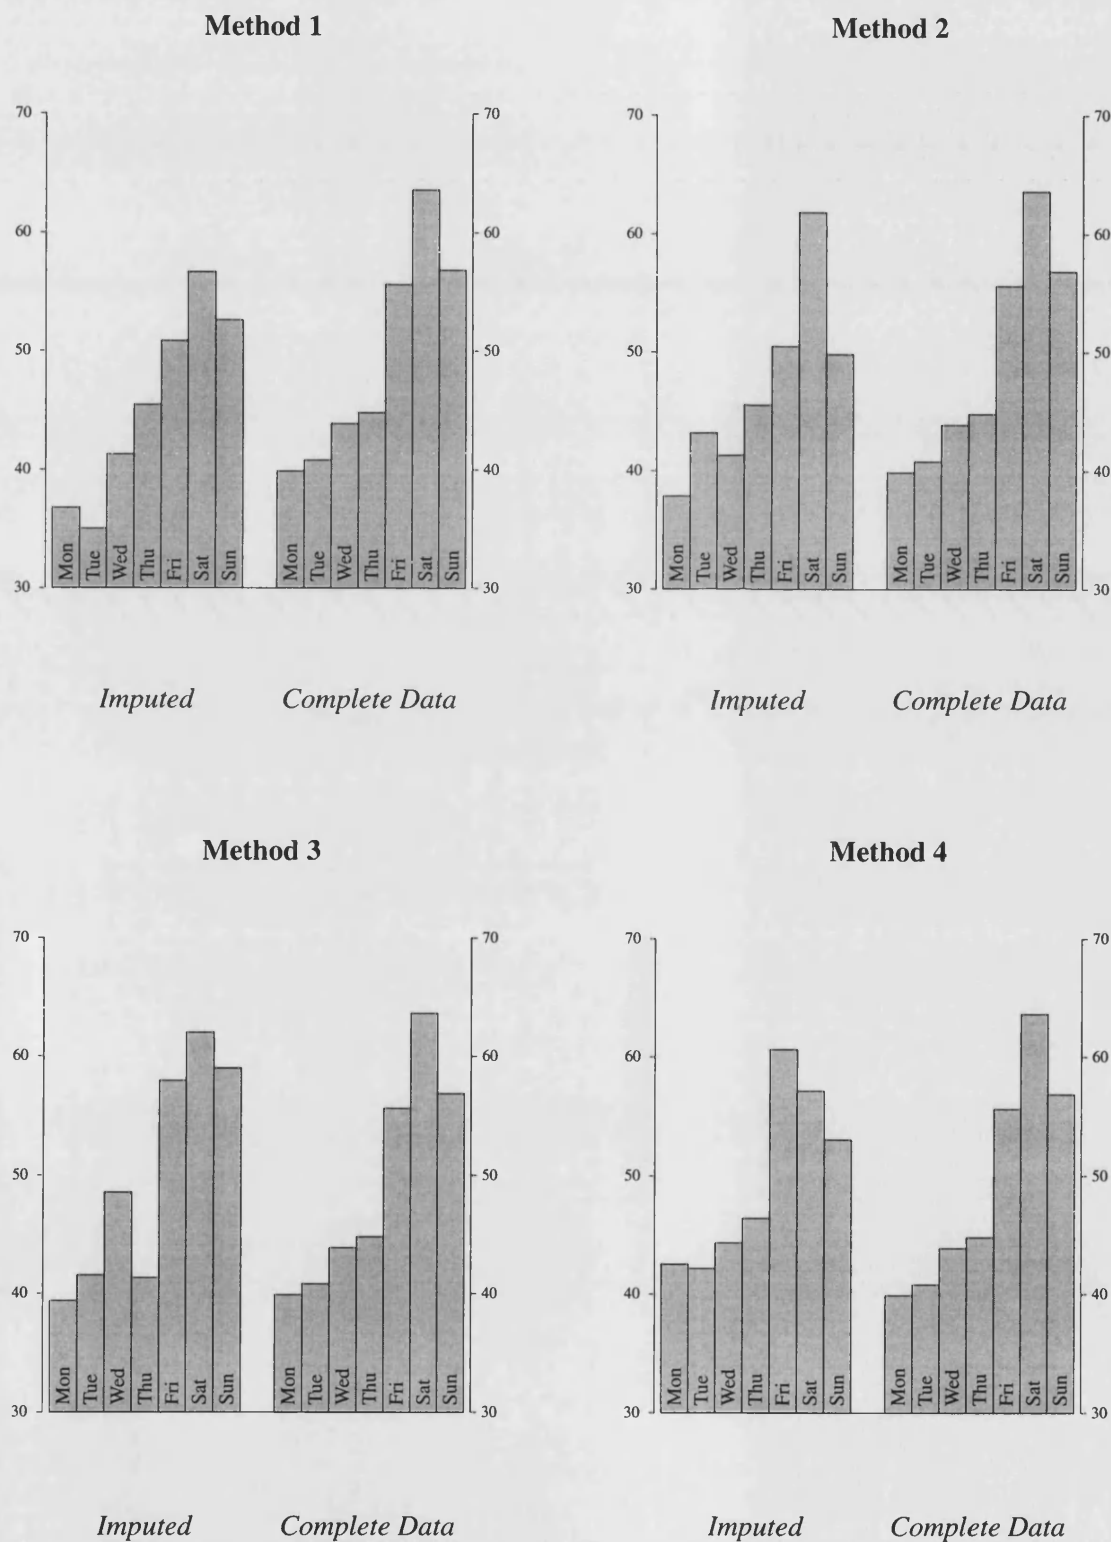 Method 1
70
60
50
40
30
Mon
Tue
Wed
Thu
Fri
Sat
Sun
Mon
Tue
Wed
Thu
Fri
Sat
Sun
70
60
50
40
30
Imputed Complete Data
Method 2
70
60
50
40
30
Mon
Tue
Wed
Thu
Fri
Sat
Sun
Mon
Tue
Wed
Thu
Fri
Sat
Sun
70
60
50
40
30
Imputed Complete Data
Method 3
70
60
50
40
30
Mon
Tue
Wed
Thu
Fri
Sat
Sun
Mon
Tue
Wed
Thu
Fri
Sat
Sun
70
60
50
40
30
Imputed Complete Data
Method 4
70
60
50
40
30
Mon
Tue
Wed
Thu
Fri
Sat
Sun
Mon
Tue
Wed
Thu
Fri
Sat
Sun
70
60
50
40
30
Imputed Complete Data